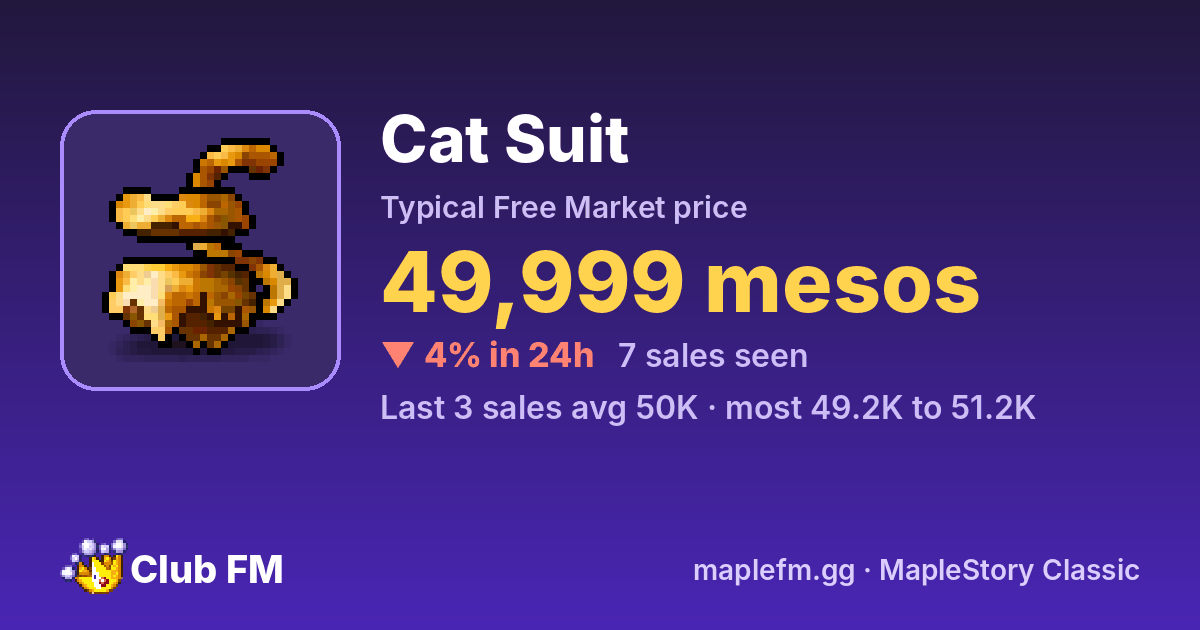 Cat Suit
Typical Free Market price
49,999 mesos
▼ 4% in 24h 7 sales seen
Last 3 sales avg 50K · most 49.2K to 51.2K
Club FM
maplefm.gg · MapleStory Classic